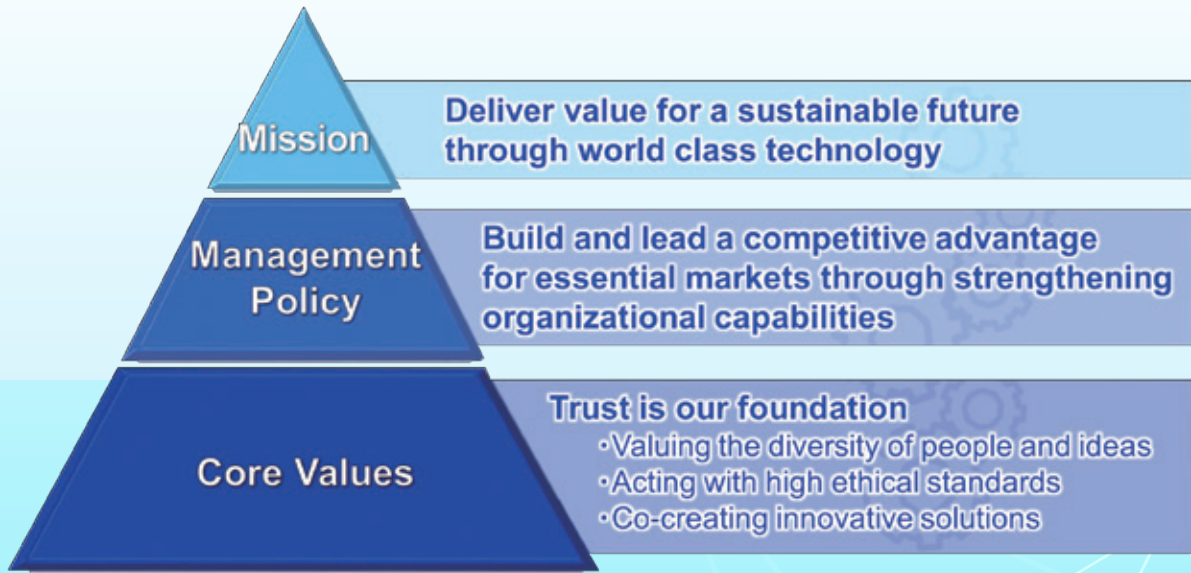 Mission
Deliver value for a sustainable future
through world class technology
Management
Policy
Build and lead a competitive advantage
for essential markets through strengthening
organizational capabilities
Core Values
Trust is our foundation
・Valuing the diversity of people and ideas
・Acting with high ethical standards
・Co-creating innovative solutions